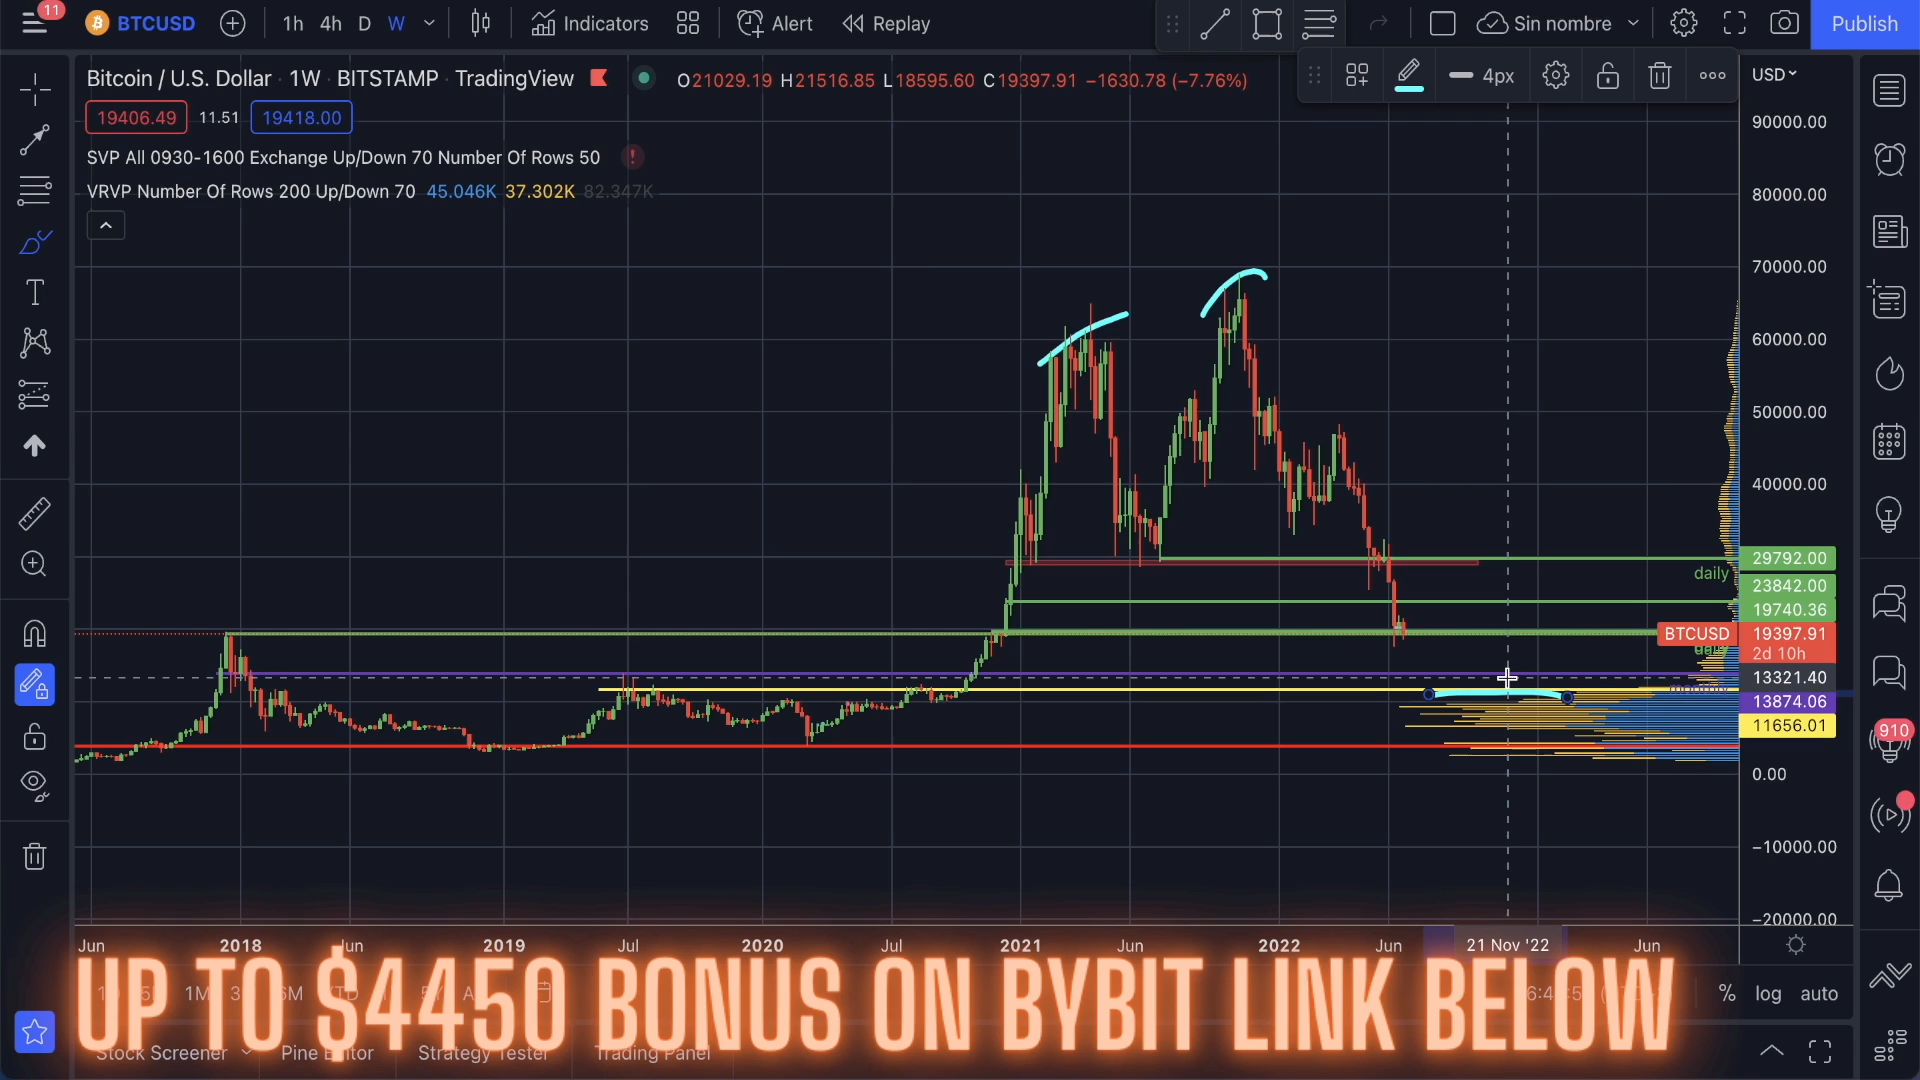 11
BTCUSD
1h 4h D W
Indicators
Alert
Replay
Sin nombre
Publish
Bitcoin / U.S. Dollar · 1W · BITSTAMP · TradingView
O21029.19 H21516.85 L18595.60 C19397.91 −1630.78 (−7.76%)
4px
USD
19406.49 11.51 19418.00
SVP All 0930-1600 Exchange Up/Down 70 Number Of Rows 50 !
VRVP Number Of Rows 200 Up/Down 70 45.046K 37.302K 82.347K
90000.00
80000.00
70000.00
60000.00
50000.00
40000.00
29792.00
daily
23842.00
19740.36
BTCUSD 19397.91
2d 10h
daily
13321.40
monthly
13874.06
11656.01
910
0.00
−10000.00
−20000.00
Jun 2018 Jun 2019 Jul 2020 Jul 2021 Jun 2022 Jun 21 Nov '22 Jun
1M
% log auto
UP TO $4450 BONUS ON BYBIT LINK BELOW
Stock Screener Pine Editor Strategy Tester Trading Panel